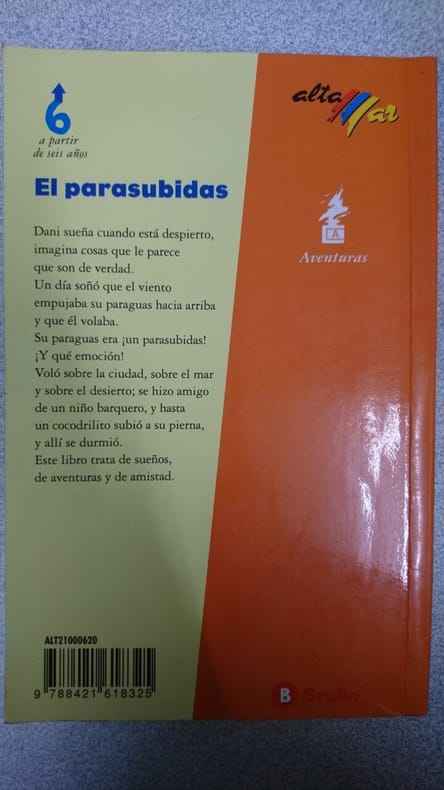 6
a partir
de seis años
alta
Mar
El parasubidas
A
Aventuras
Dani sueña cuando está despierto,
imagina cosas que le parece
que son de verdad.
Un día soñó que el viento
empujaba su paraguas hacia arriba
y que él volaba.
Su paraguas era ¡un parasubidas!
¡Y qué emoción!
Voló sobre la ciudad, sobre el mar
y sobre el desierto; se hizo amigo
de un niño barquero, y hasta
un cocodrilito subió a su pierna,
y allí se durmió.
Este libro trata de sueños,
de aventuras y de amistad.
ALT21000620
9 788421 618325
B Bruño